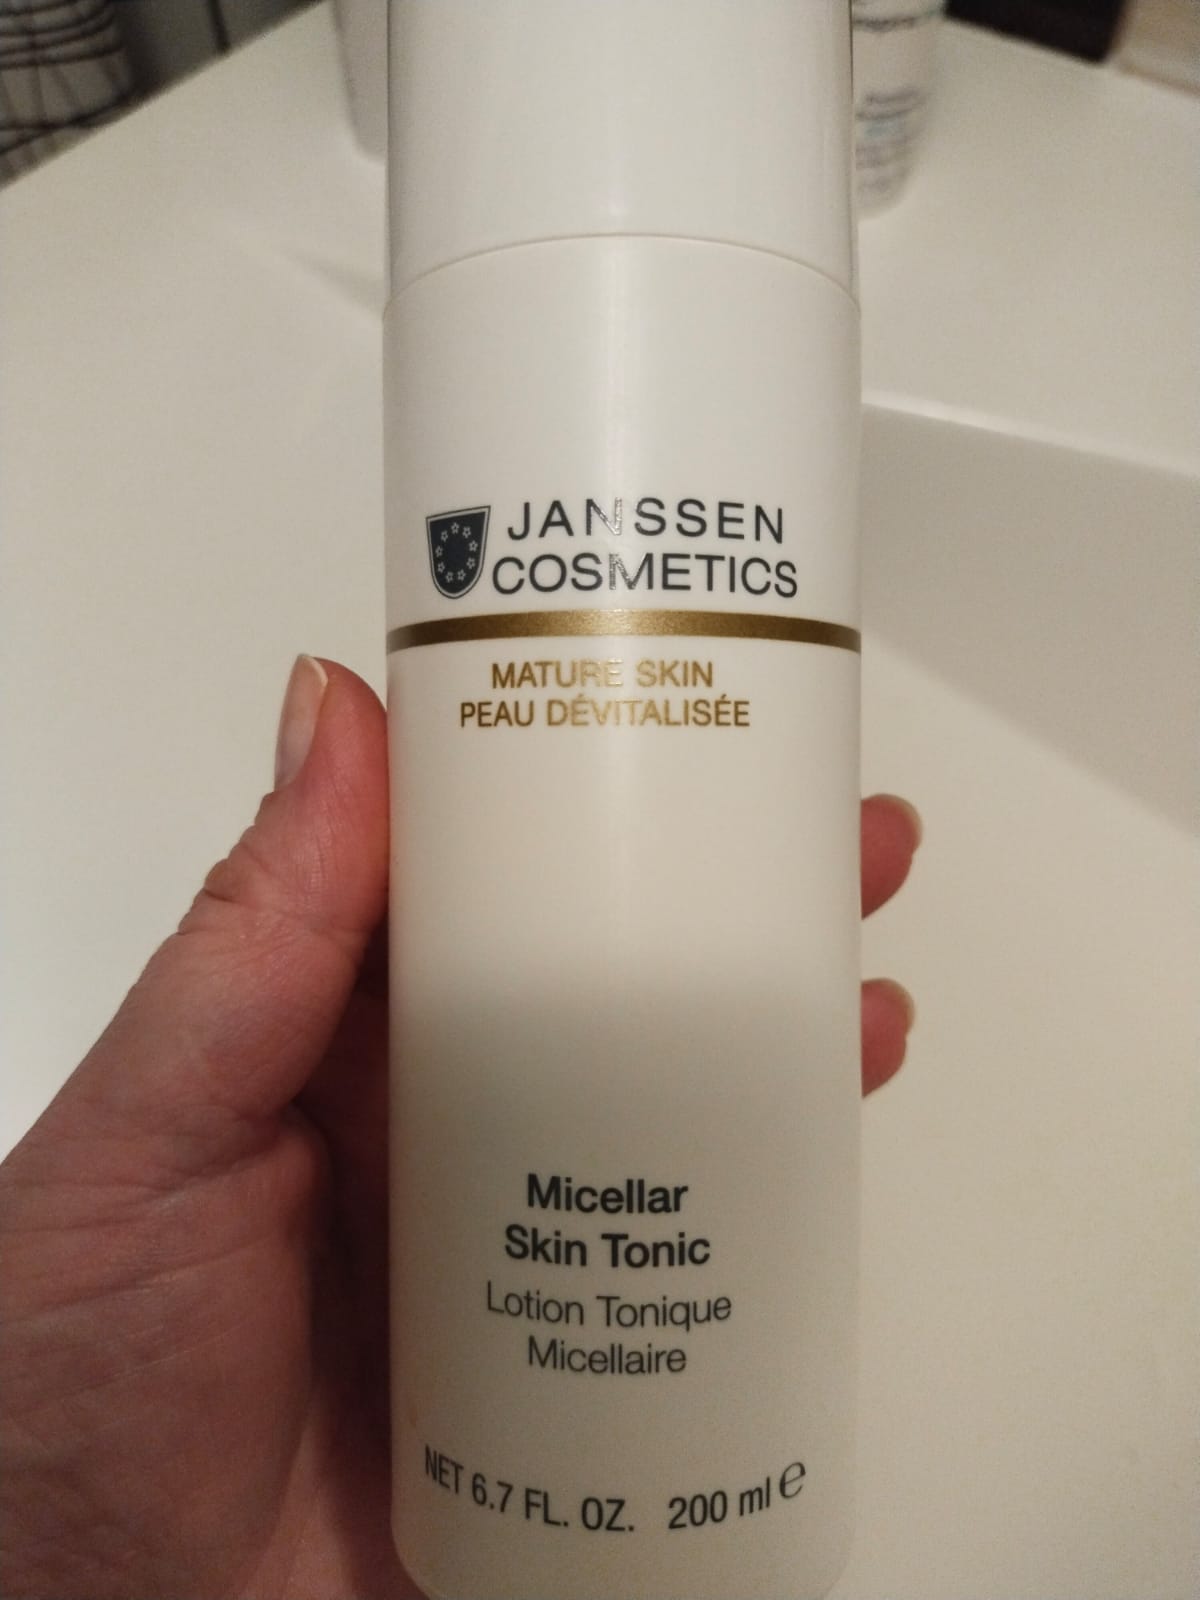 JANSSEN
COSMETICS
MATURE SKIN
PEAU DÉVITALISÉE
Micellar
Skin Tonic
Lotion Tonique
Micellaire
NET 6.7 FL. OZ. 200 ml e